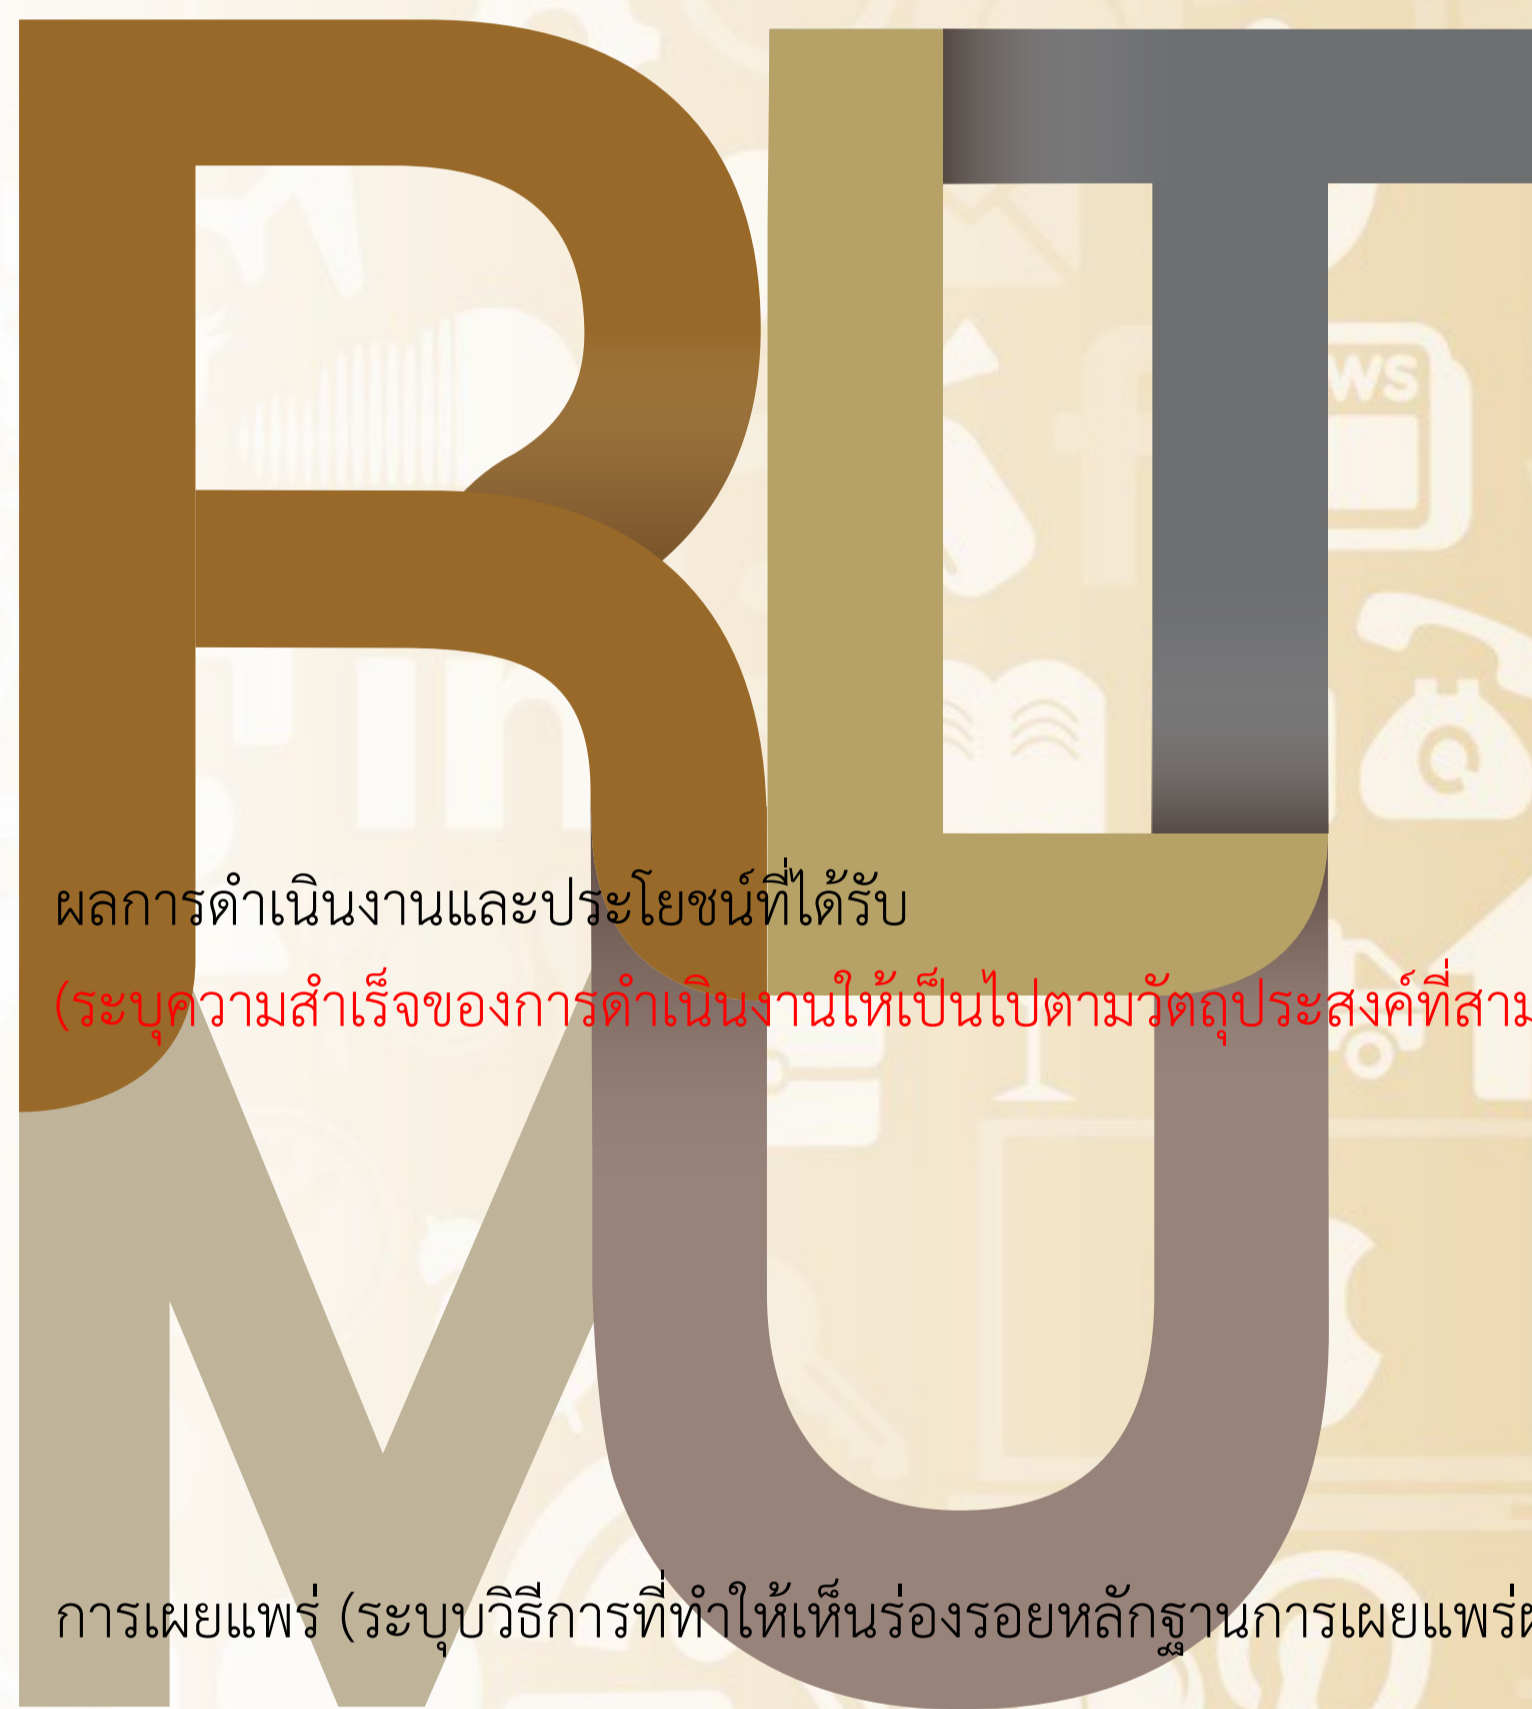 R L T
WS
ผลการดำเนินงานและประโยชน์ที่ได้รับ
(ระบุความสำเร็จของการดำเนินงานให้เป็นไปตามวัตถุประสงค์ที่สาม
M U
การเผยแพร่ (ระบุบวิธีการที่ทำให้เห็นร่องรอยหลักฐานการเผยแพร่